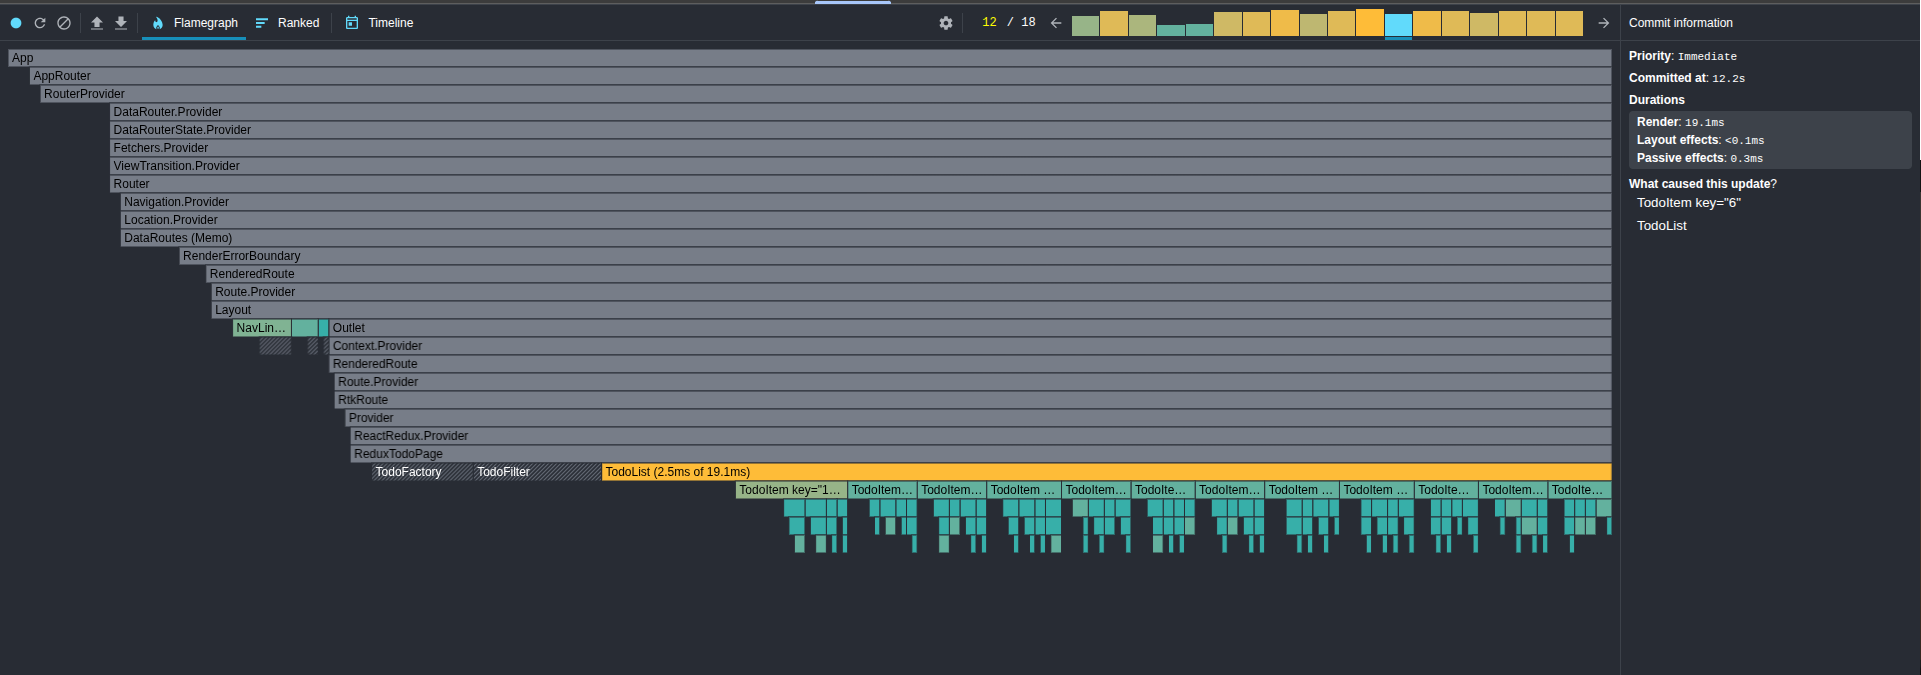 Flamegraph Ranked Timeline 12 / 18 Commit information
App
AppRouter
RouterProvider
DataRouter.Provider
DataRouterState.Provider
Fetchers.Provider
ViewTransition.Provider
Router
Navigation.Provider
Location.Provider
DataRoutes (Memo)
RenderErrorBoundary
RenderedRoute
Route.Provider
Layout
NavLin… Outlet
Context.Provider
RenderedRoute
Route.Provider
RtkRoute
Provider
ReactRedux.Provider
ReduxTodoPage
TodoFactory TodoFilter TodoList (2.5ms of 19.1ms)
TodoItem key="1… TodoItem… TodoItem… TodoItem … TodoItem… TodoIte… TodoItem… TodoItem … TodoItem … TodoIte… TodoItem… TodoIte…
Priority: Immediate
Committed at: 12.2s
Durations
Render: 19.1ms
Layout effects: <0.1ms
Passive effects: 0.3ms
What caused this update?
TodoItem key="6"
TodoList